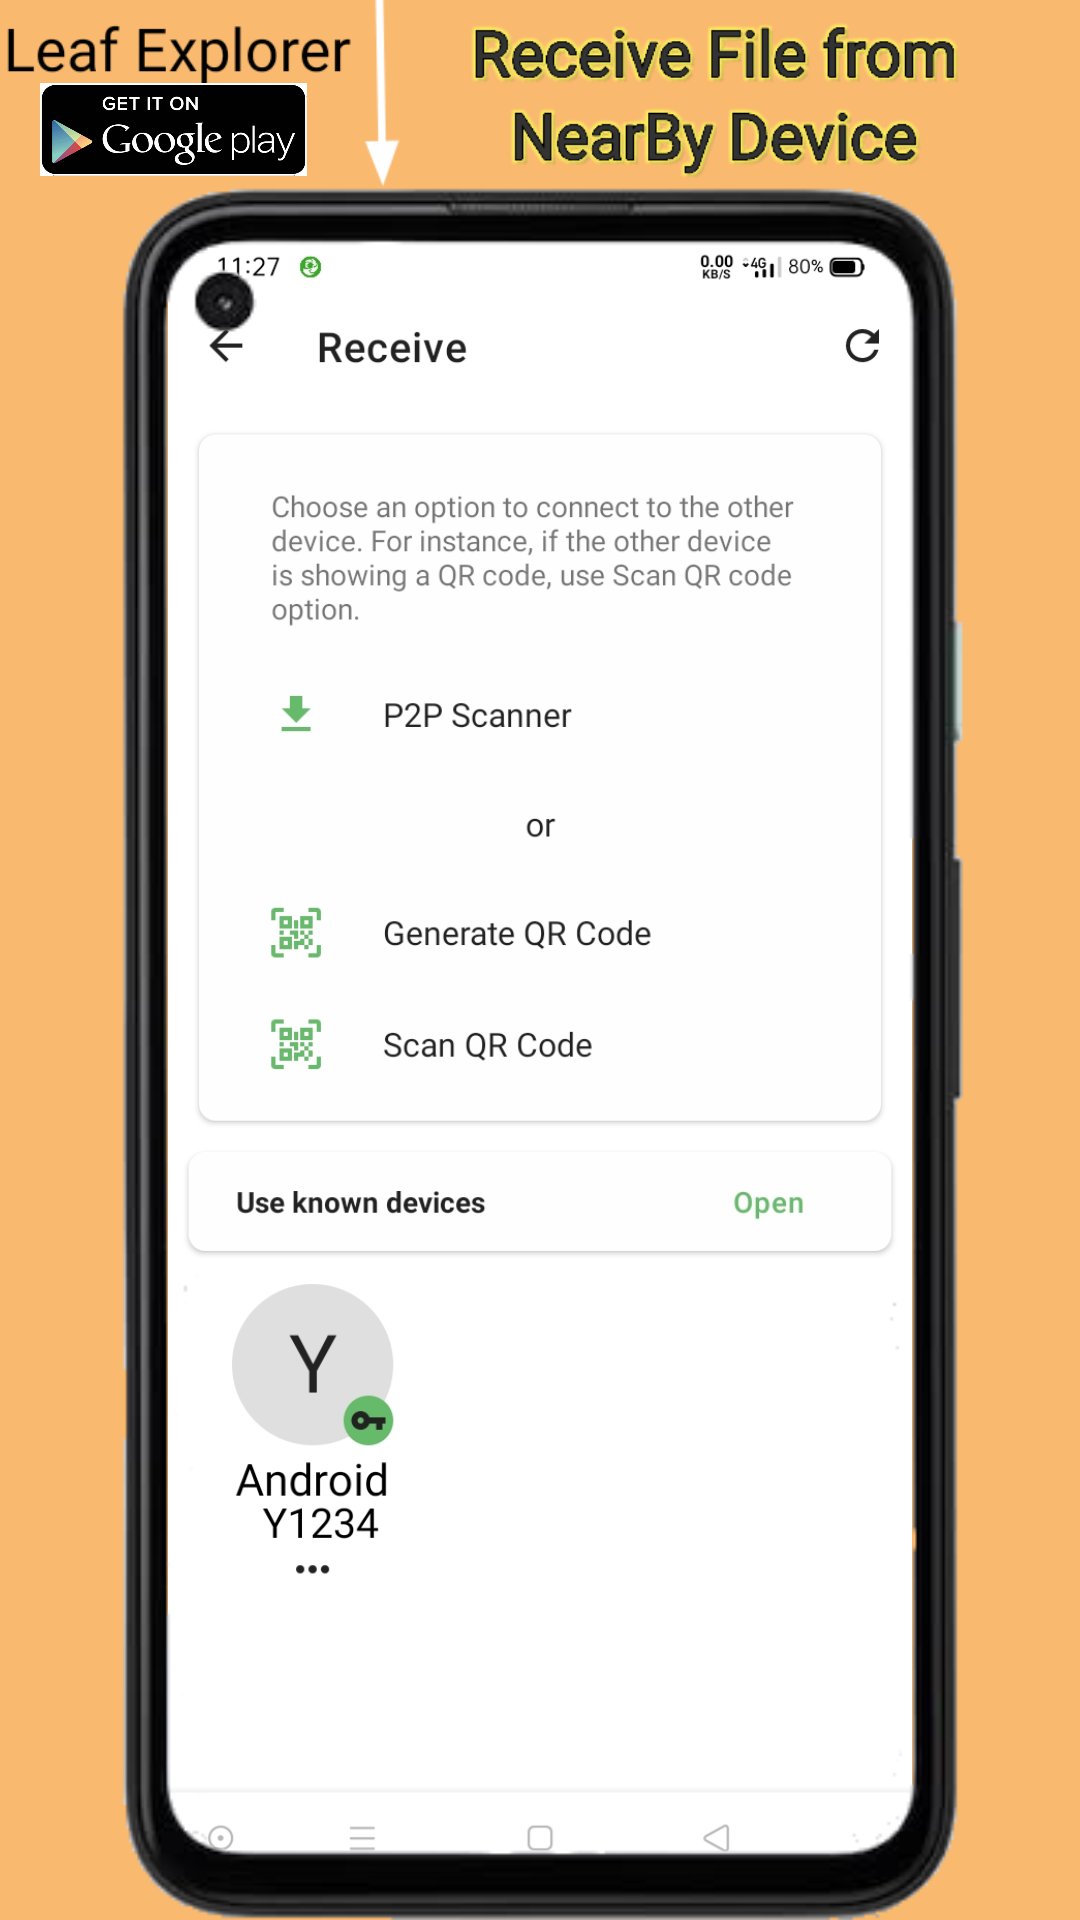 Leaf Explorer
GET IT ON
Google play
Receive File from
NearBy Device
11:27
0.00
KB/S
4G
80%
Receive
Choose an option to connect to the other
device. For instance, if the other device
is showing a QR code, use Scan QR code
option.
P2P Scanner
or
Generate QR Code
Scan QR Code
Use known devices
Open
Y
Android
Y1234
•••